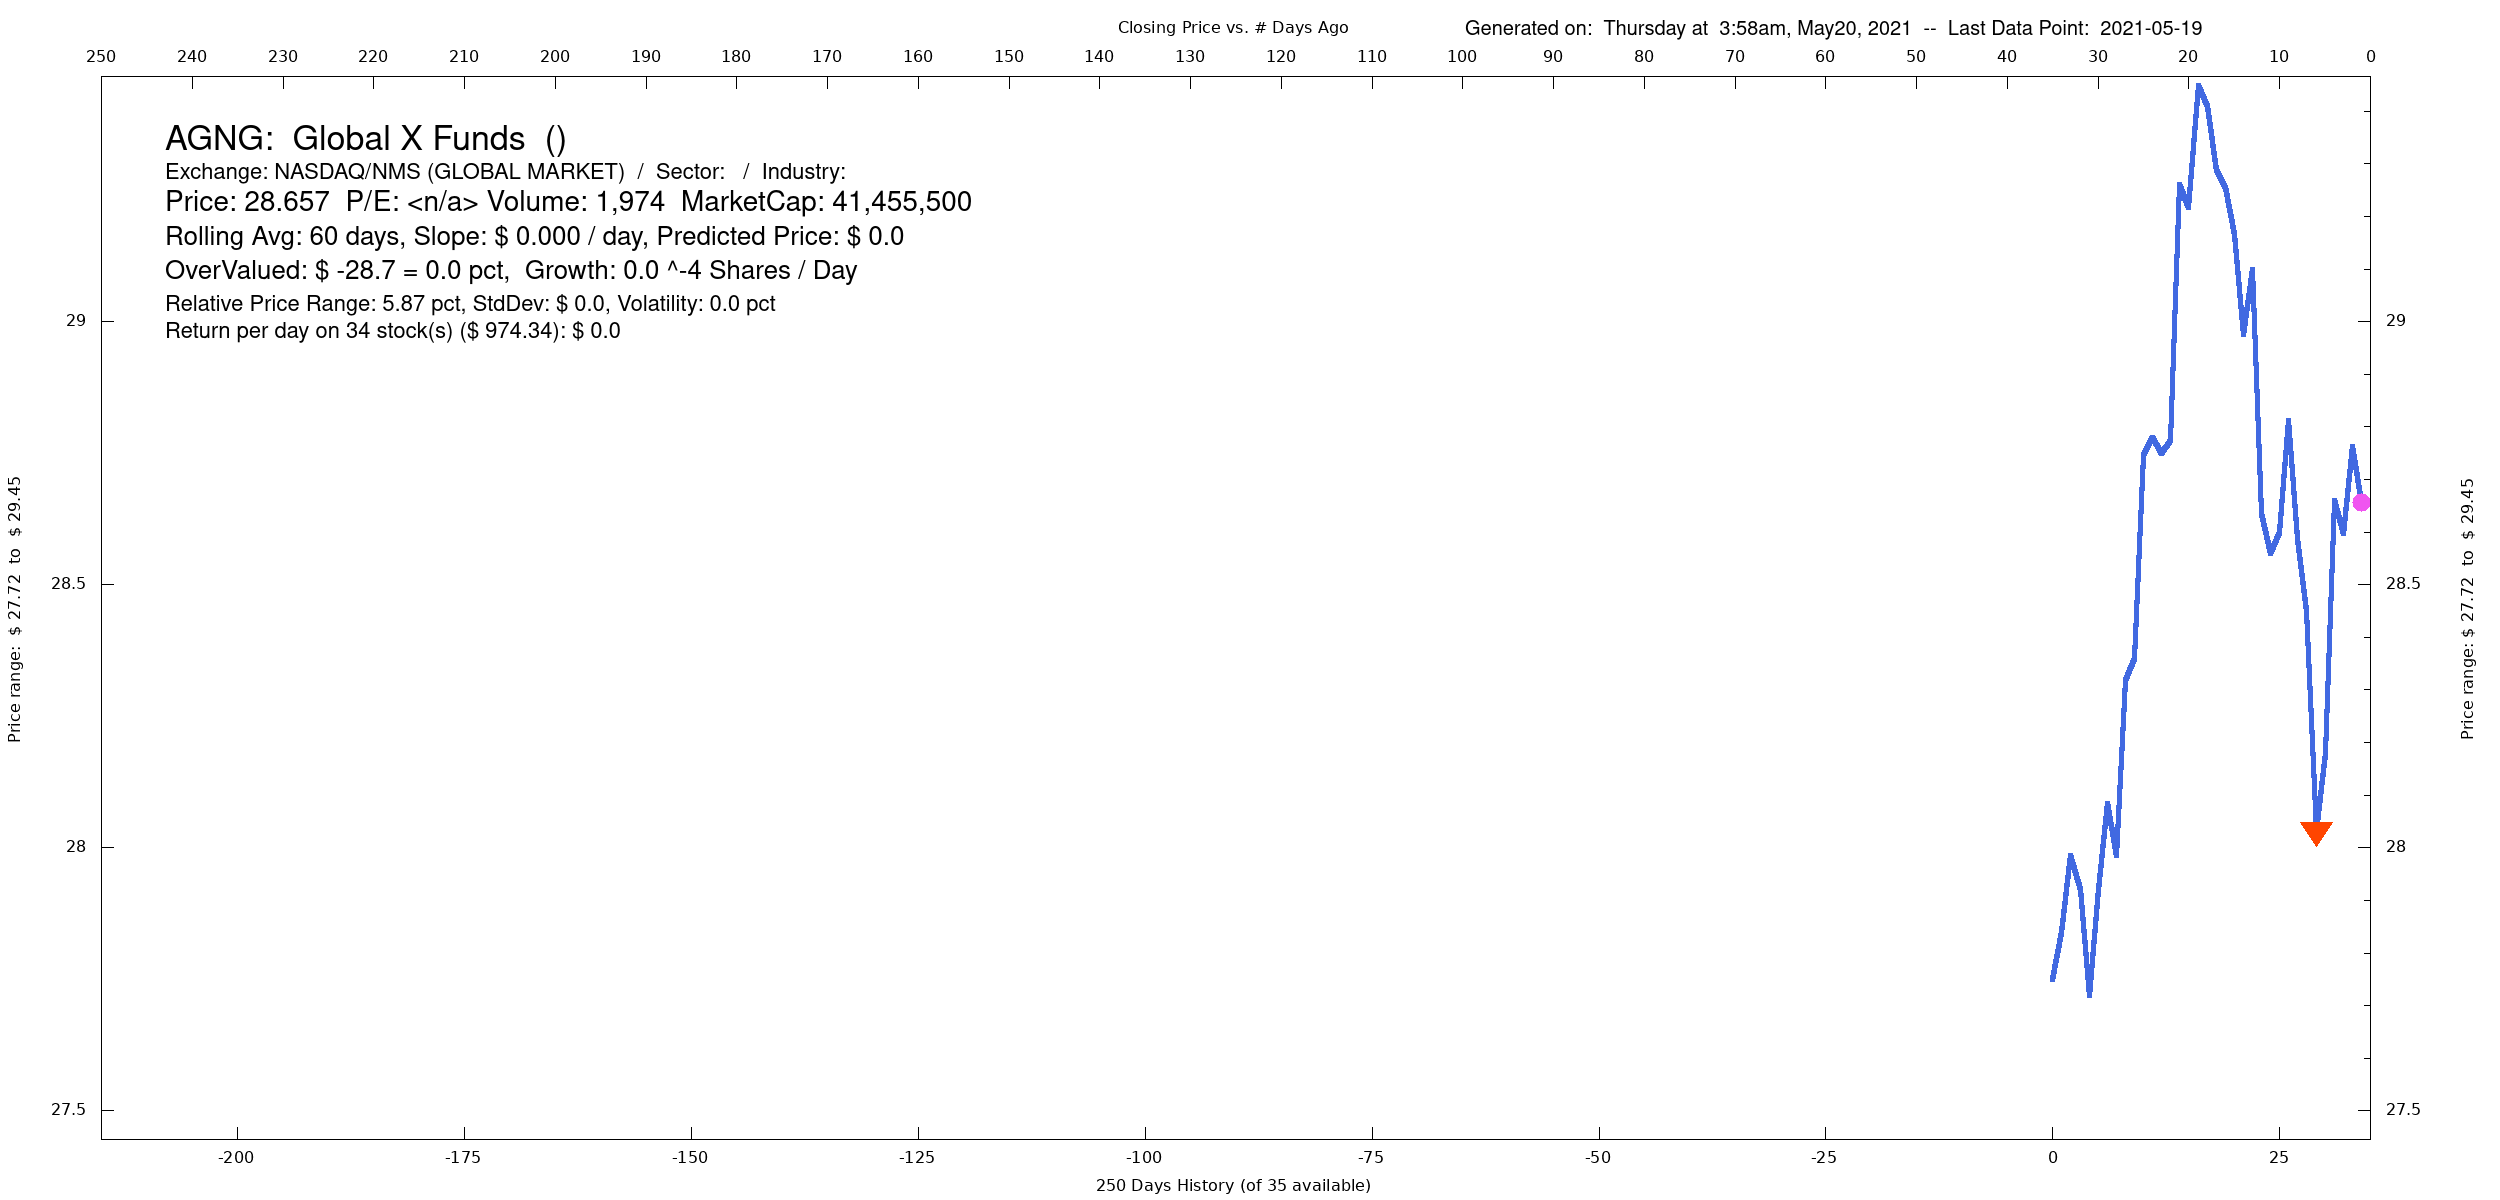 Closing Price vs. # Days Ago
Generated on:  Thursday at  3:58am, May20, 2021  --  Last Data Point:  2021-05-19
250 240 230 220 210 200 190 180 170 160 150 140 130 120 110 100 90 80 70 60 50 40 30 20 10 0
AGNG:  Global X Funds  ()
Exchange: NASDAQ/NMS (GLOBAL MARKET)  /  Sector:   /  Industry:
Price: 28.657  P/E: <n/a> Volume: 1,974  MarketCap: 41,455,500
Rolling Avg: 60 days, Slope: $ 0.000 / day, Predicted Price: $ 0.0
OverValued: $ -28.7 = 0.0 pct,  Growth: 0.0 ^-4 Shares / Day
Relative Price Range: 5.87 pct, StdDev: $ 0.0, Volatility: 0.0 pct
Return per day on 34 stock(s) ($ 974.34): $ 0.0
29 29
28.5 28.5
28 28
27.5 27.5
Price range:  $ 27.72  to  $ 29.45
Price range: $ 27.72  to  $ 29.45
-200 -175 -150 -125 -100 -75 -50 -25 0 25
250 Days History (of 35 available)